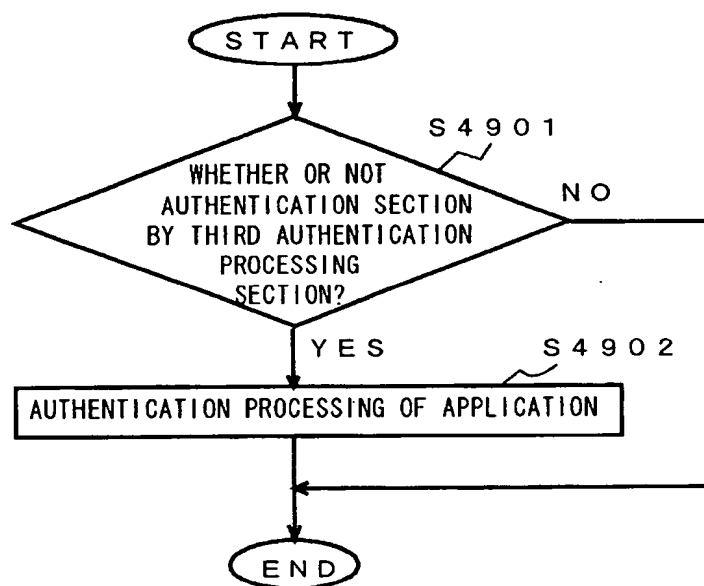 START
S4901
WHETHER OR NOT
AUTHENTICATION SECTION
BY THIRD AUTHENTICATION
PROCESSING
SECTION?
NO
YES
S4902
AUTHENTICATION PROCESSING OF APPLICATION
END